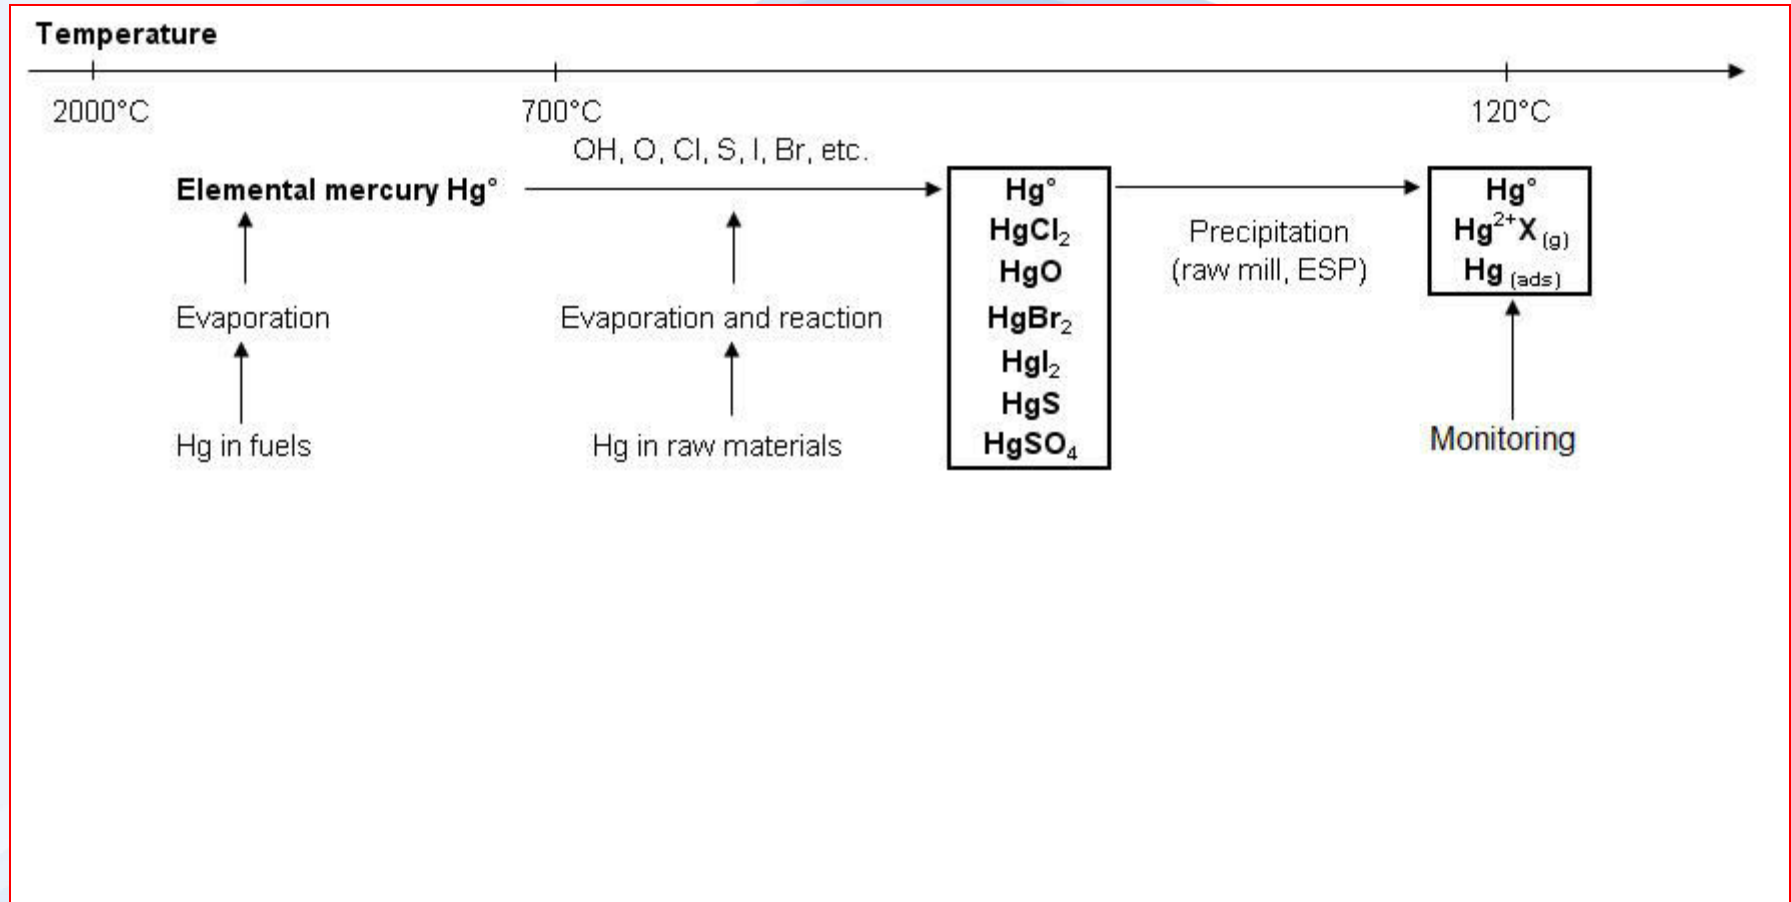 Temperature
2000°C 700°C 120°C
OH, O, Cl, S, I, Br, etc.
Elemental mercury Hg°
Evaporation
Hg in fuels
Evaporation and reaction
Hg in raw materials
Hg°
HgCl₂
HgO
HgBr₂
HgI₂
HgS
HgSO₄
Precipitation
(raw mill, ESP)
Hg°
Hg²⁺X (g)
Hg (ads)
Monitoring